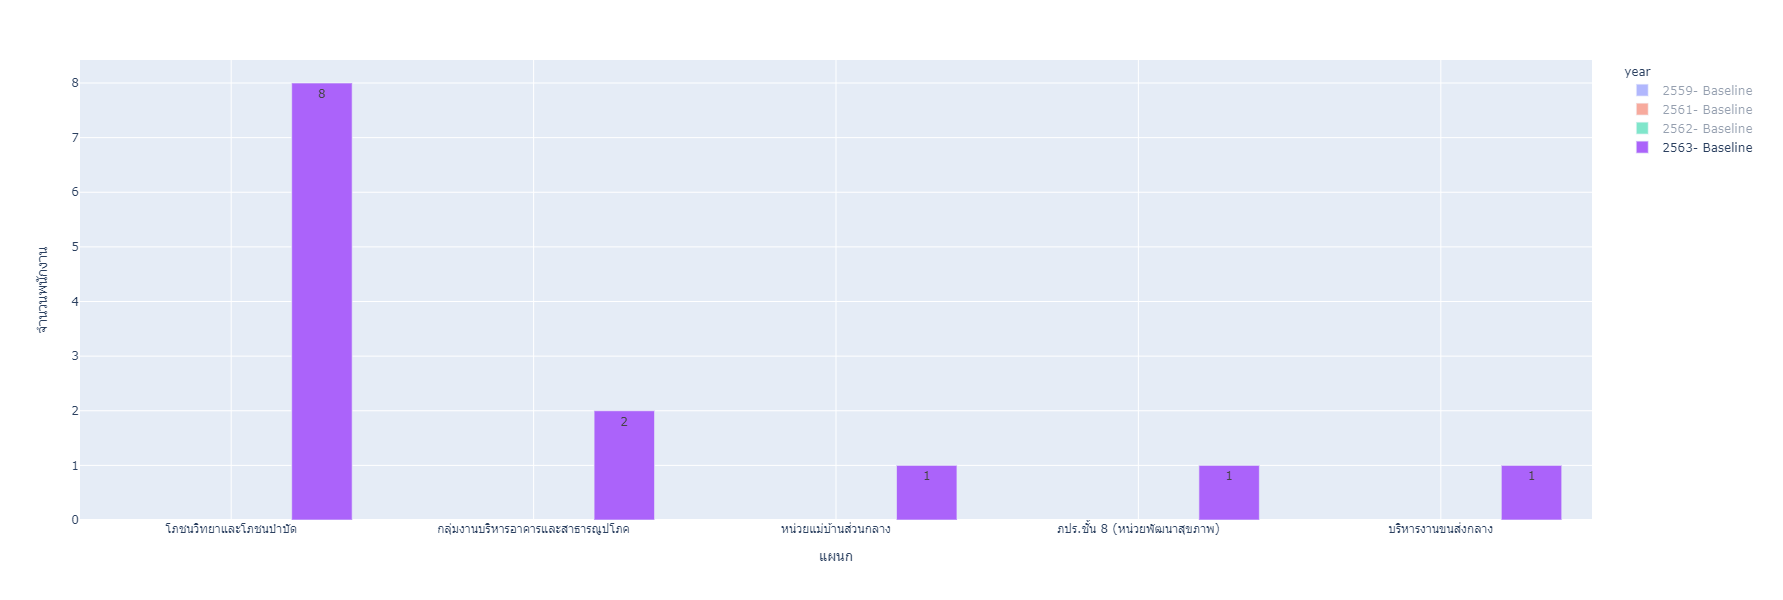 year
2559- Baseline
2561- Baseline
2562- Baseline
2563- Baseline
จำนวนพนักงาน
8
7
6
5
4
3
2
1
0
8
2
1
1
1
โภชนวิทยาและโภชนบำบัด
กลุ่มงานบริหารอาคารและสาธารณูปโภค
หน่วยแม่บ้านส่วนกลาง
ภปร.ชั้น 8 (หน่วยพัฒนาสุขภาพ)
บริหารงานขนส่งกลาง
แผนก